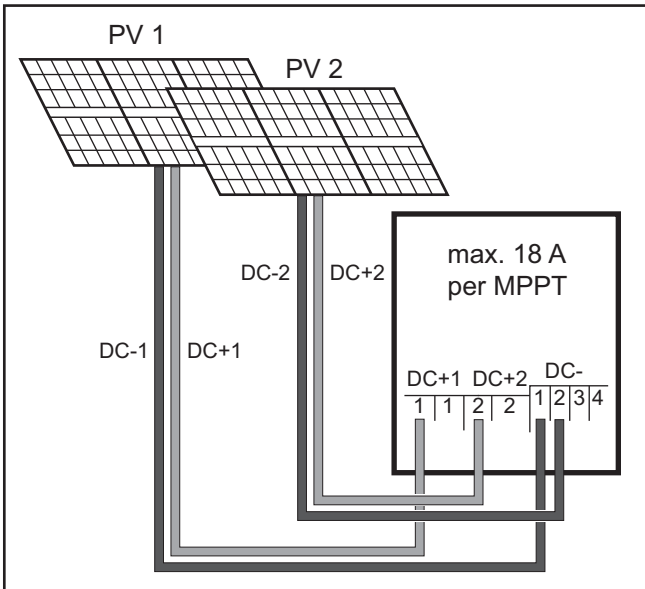 PV 1
PV 2
max. 18 A
per MPPT
DC-2
DC+2
DC-1
DC+1
DC+1 DC+2 DC-
1 1 2 2 1 2 3 4